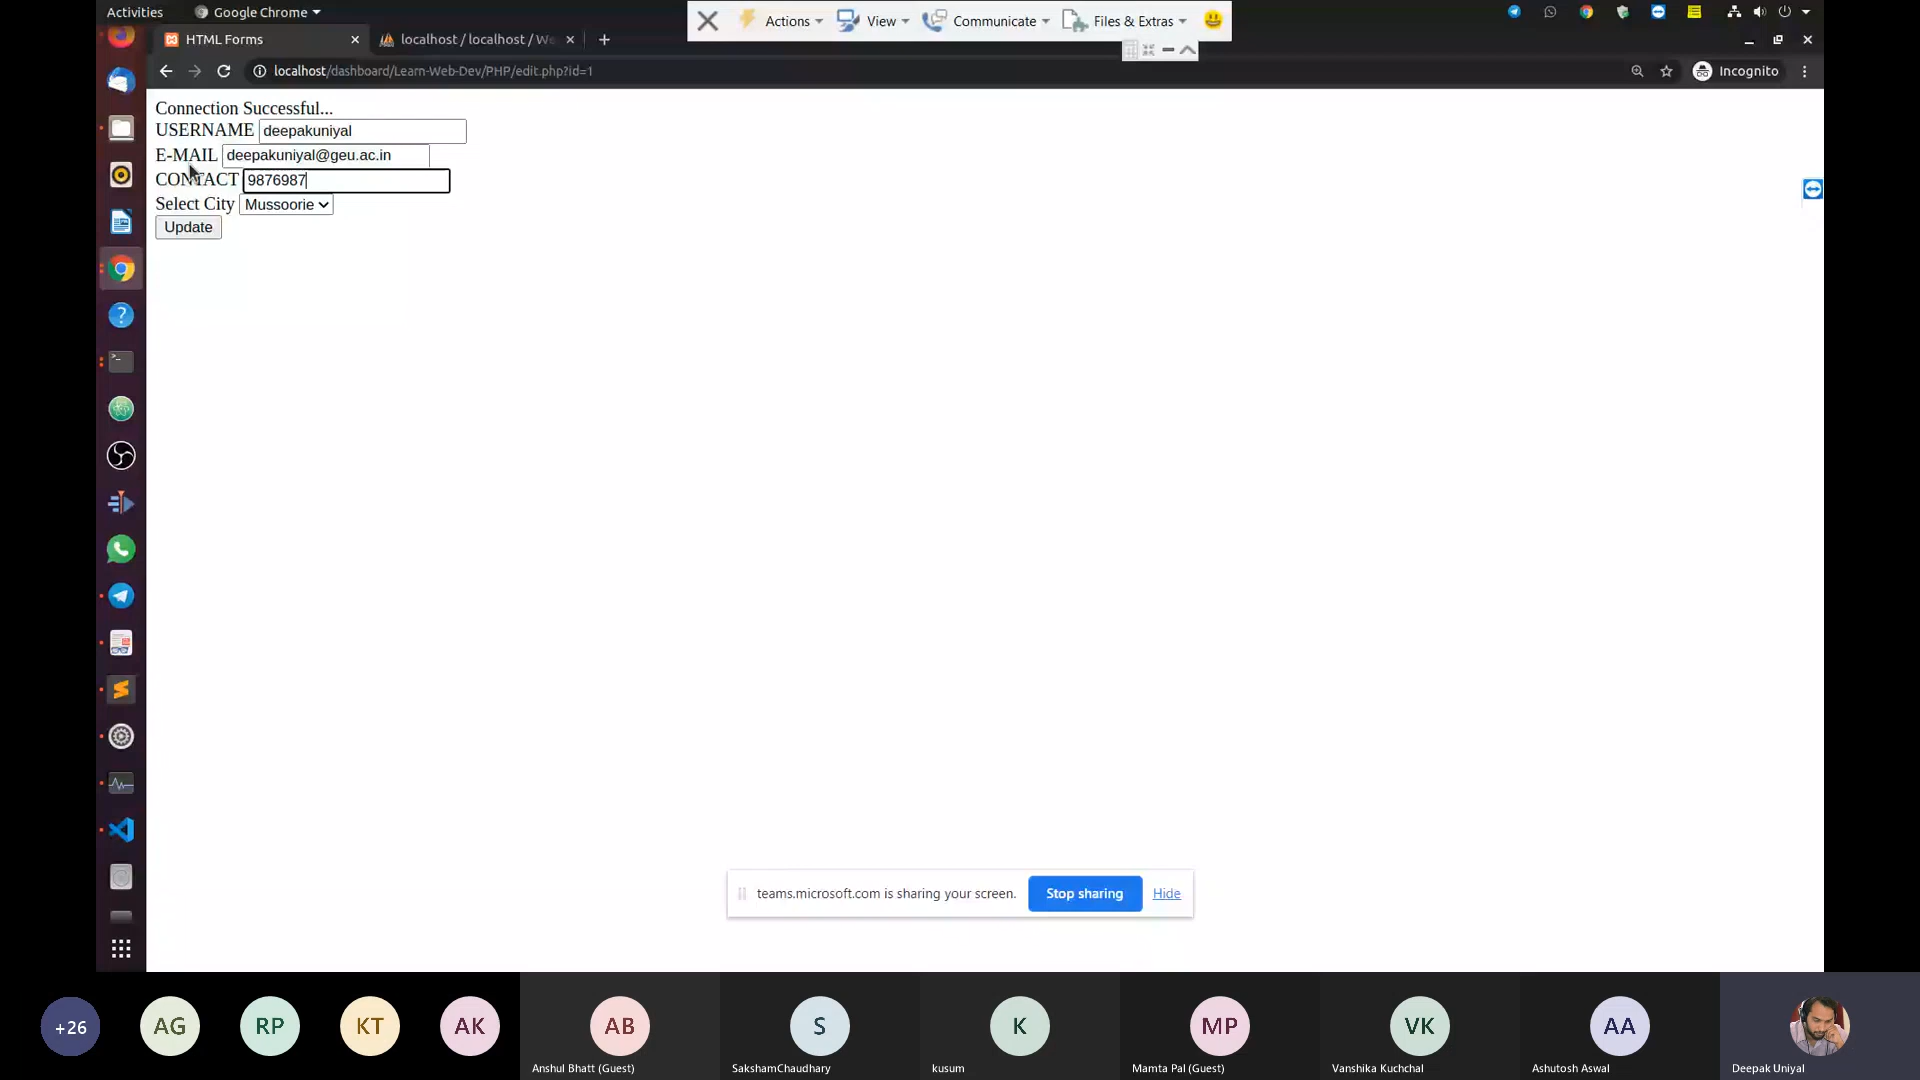 Activities
Google Chrome
Actions
View
Communicate
Files & Extras
HTML Forms
localhost / localhost / We
localhost/dashboard/Learn-Web-Dev/PHP/edit.php?id=1
Incognito
Connection Successful...
USERNAME deepakuniyal
E-MAIL deepakuniyal@geu.ac.in
CONTACT 9876987
Select City Mussoorie
Update
teams.microsoft.com is sharing your screen. Stop sharing Hide
+26
AG
RP
KT
AK
AB
S
K
MP
VK
AA
Anshul Bhatt (Guest)
SakshamChaudhary
kusum
Mamta Pal (Guest)
Vanshika Kuchchal
Ashutosh Aswal
Deepak Uniyal